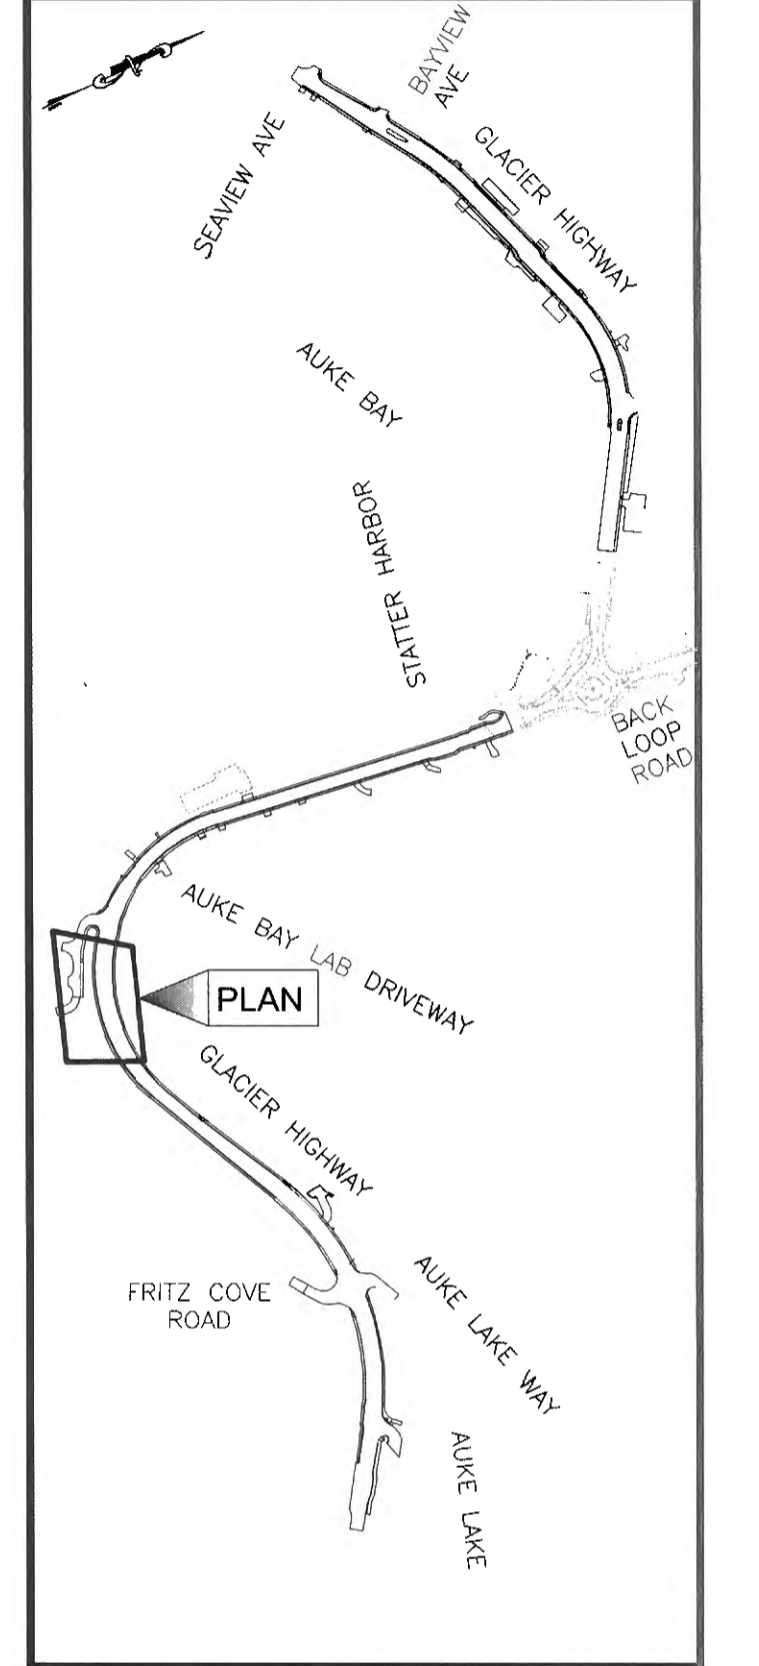 BAYVIEW
AVE
SEAVIEW AVE
GLACIER HIGHWAY
AUKE BAY
STATTER HARBOR
BACK
LOOP
ROAD
AUKE BAY LAB DRIVEWAY
PLAN
GLACIER HIGHWAY
FRITZ COVE
ROAD
AUKE LAKE WAY
AUKE LAKE